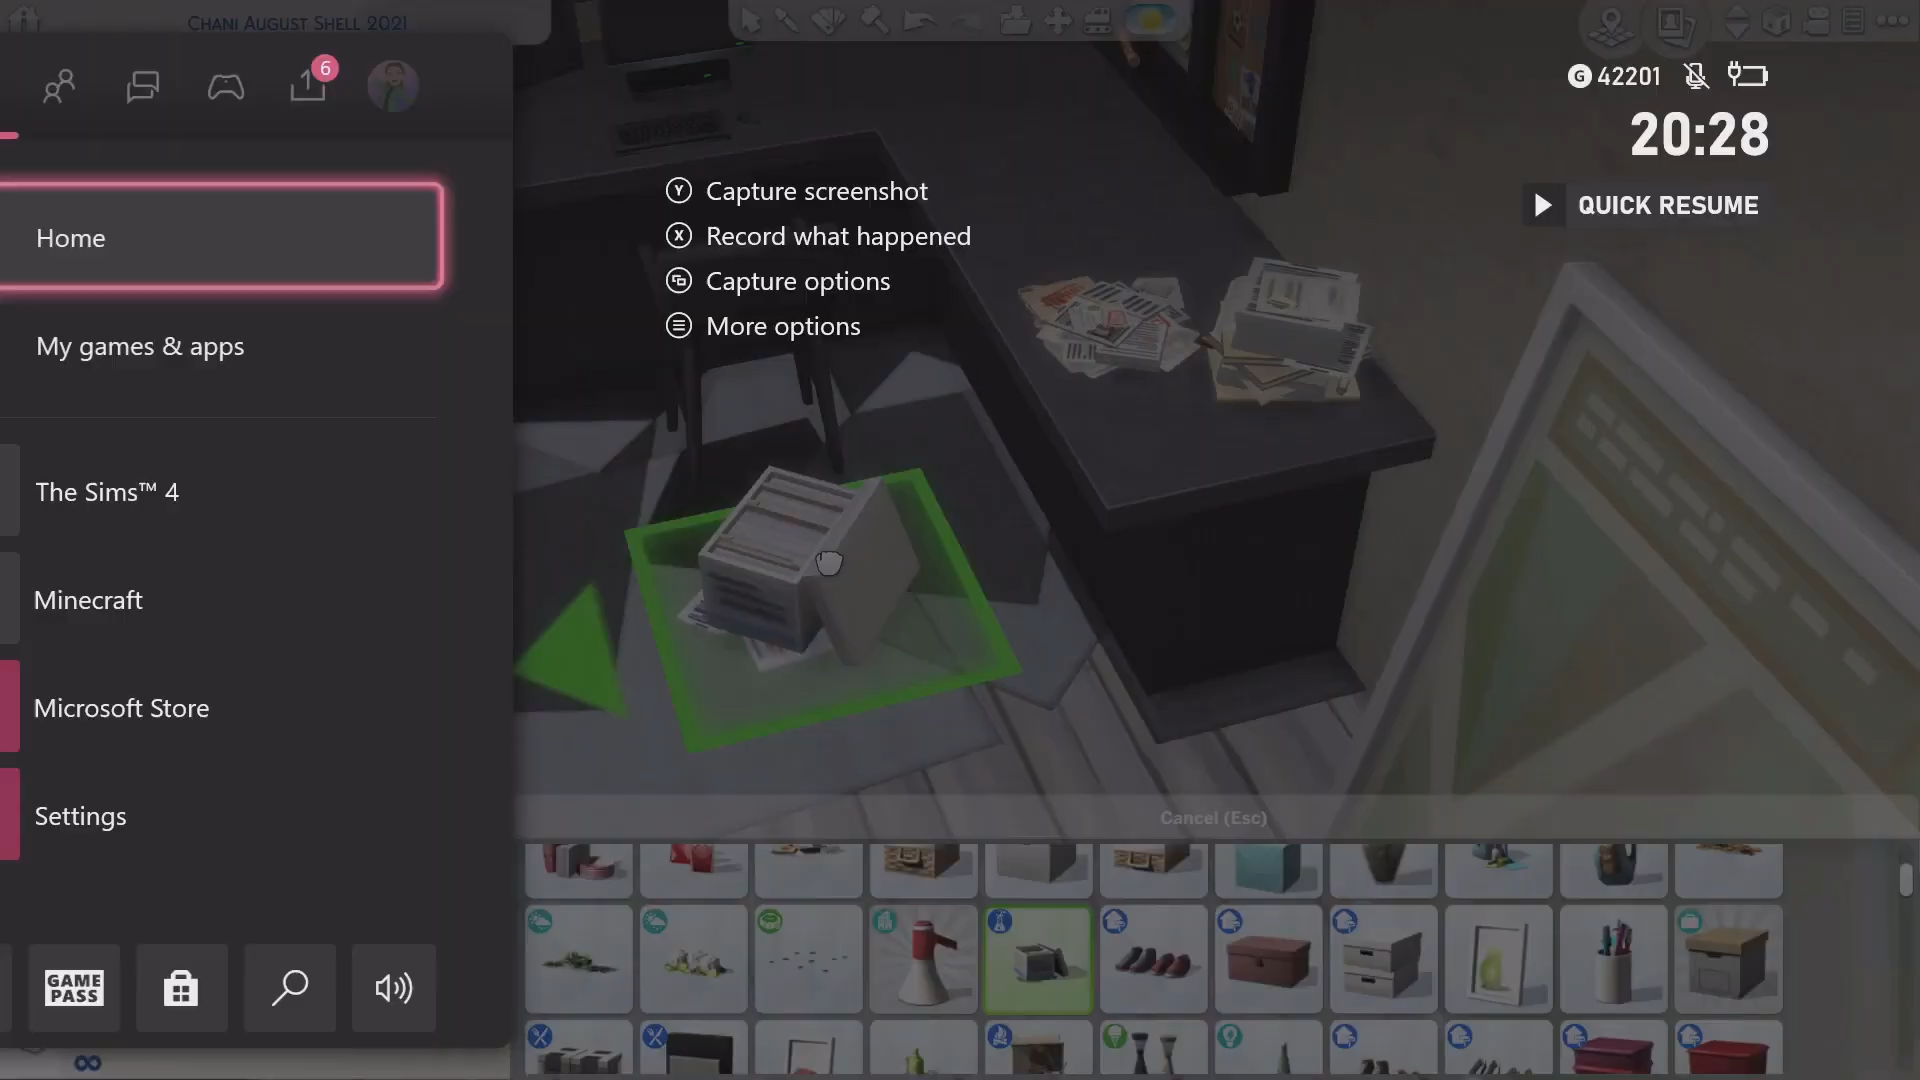 CHANI AUGUST SHELL 2021
6
G 42201
20:28
QUICK RESUME
Y Capture screenshot
X Record what happened
Capture options
More options
Home
My games & apps
The Sims™ 4
Minecraft
Microsoft Store
Settings
GAME
PASS
Cancel (Esc)